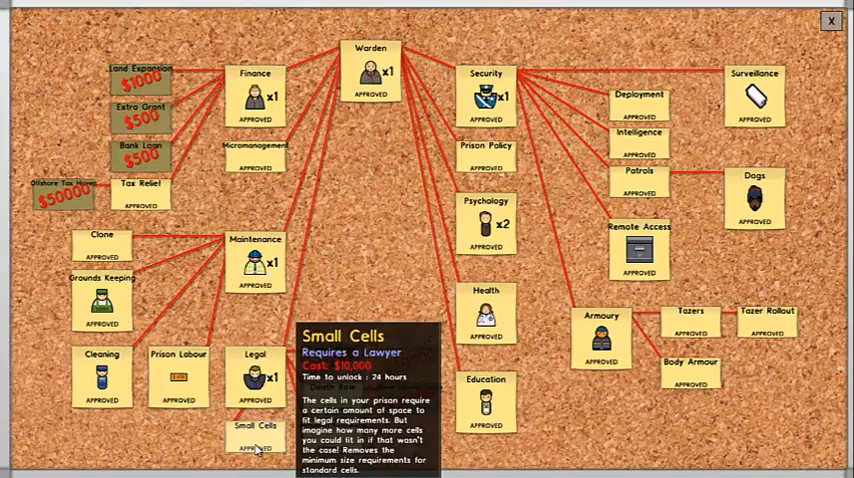 X
Warden
x1
APPROVED
Land Expansion
$1000
Extra Grant
$500
Bank Loan
$500
Offshore Tax Haven
$50000
Tax Relief
APPROVED
Finance
x1
APPROVED
Micromanagement
APPROVED
Clone
APPROVED
Grounds Keeping
APPROVED
Cleaning
APPROVED
Prison Labour
APPROVED
Maintenance
x1
APPROVED
Legal
x1
APPROVED
Small Cells
APPROVED
Small Cells
Requires a Lawyer
Cost: $10,000
Time to unlock : 24 hours
The cells in your prison require
a certain amount of space to
fit legal requirements. But
imagine how many more cells
you could fit in if that wasn't
the case! Removes the
minimum size requirements for
standard cells.
Security
x1
APPROVED
Prison Policy
APPROVED
Psychology
x2
APPROVED
Health
APPROVED
Education
APPROVED
Deployment
APPROVED
Intelligence
APPROVED
Patrols
APPROVED
Remote Access
APPROVED
Surveillance
APPROVED
Dogs
APPROVED
Armoury
APPROVED
Tazers
APPROVED
Tazer Rollout
APPROVED
Body Armour
APPROVED